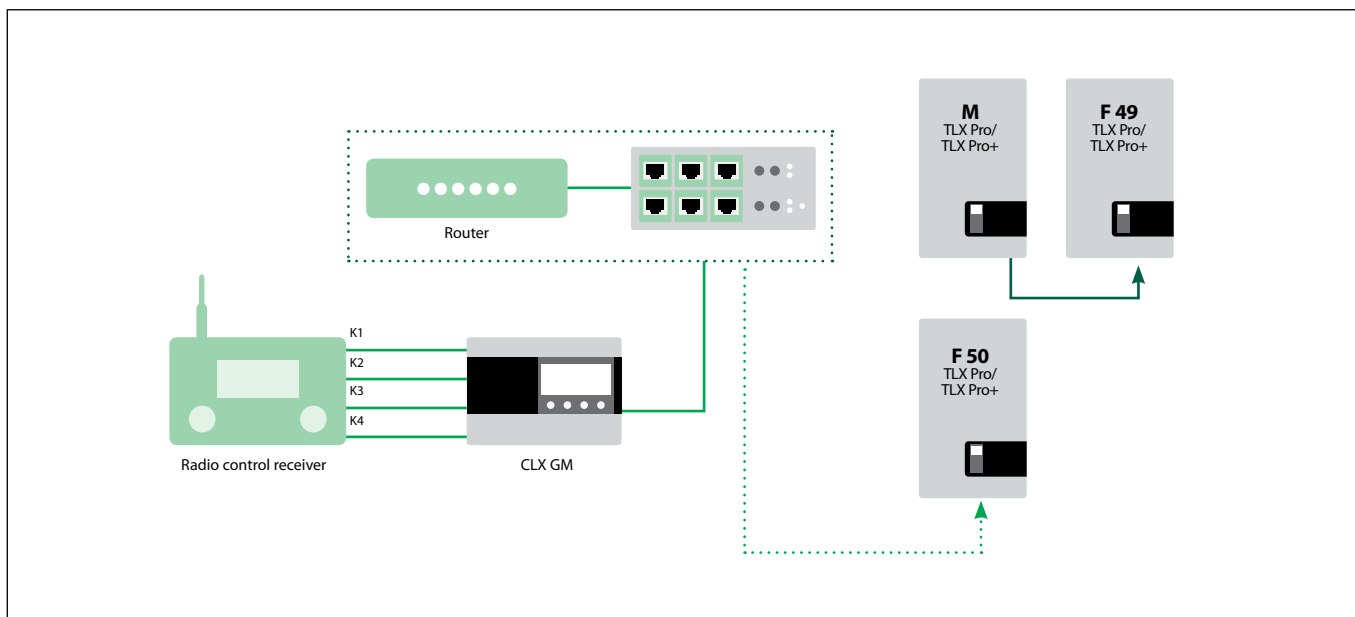 M
TLX Pro/
TLX Pro+
F 49
TLX Pro/
TLX Pro+
Router
K1
K2
K3
K4
Radio control receiver
CLX GM
F 50
TLX Pro/
TLX Pro+